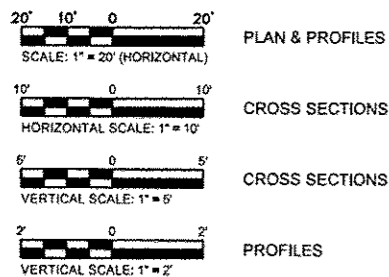 20' 10' 0 20'
SCALE: 1" = 20' (HORIZONTAL)
PLAN & PROFILES
10' 0 10'
HORIZONTAL SCALE: 1" = 10'
CROSS SECTIONS
5' 0 5'
VERTICAL SCALE: 1" = 5'
CROSS SECTIONS
2' 0 2'
VERTICAL SCALE: 1" = 2'
PROFILES